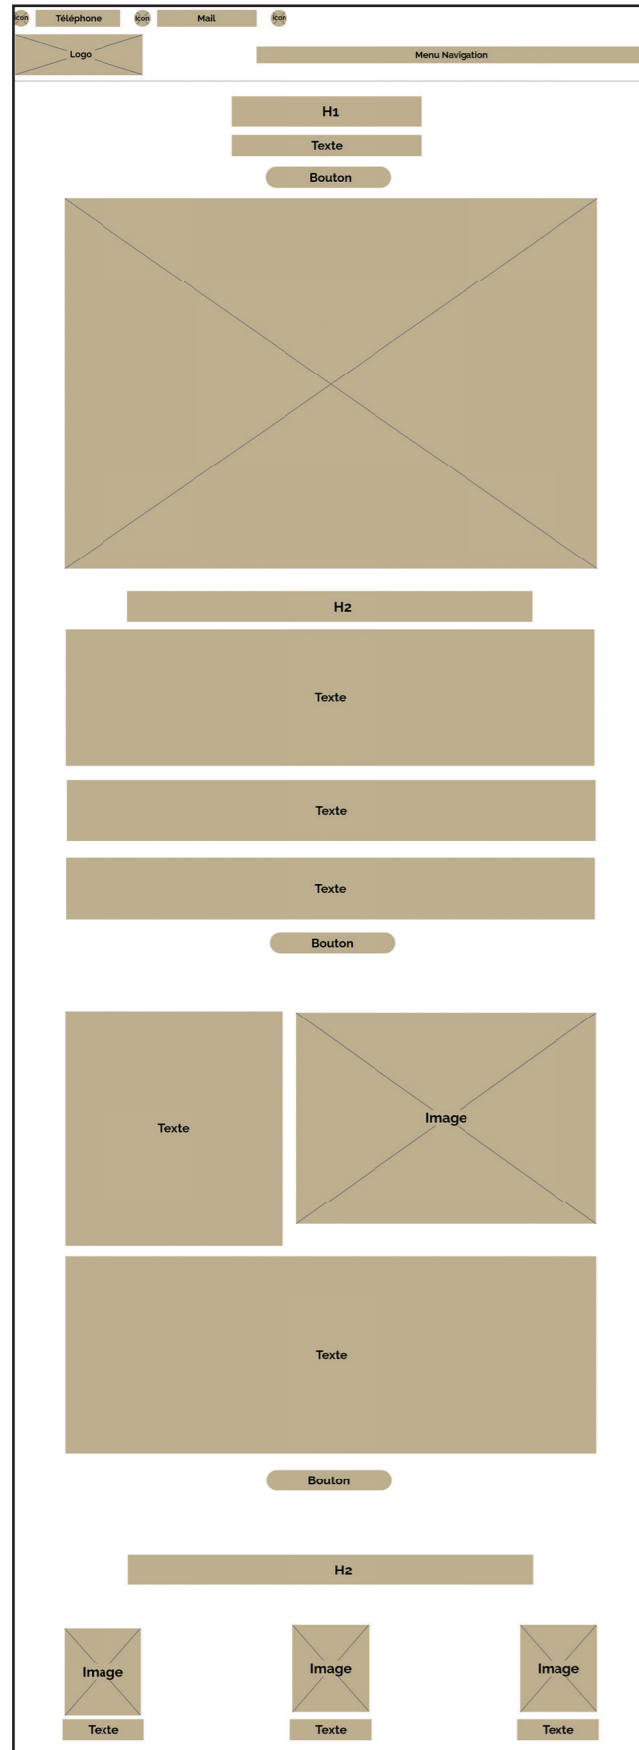 Icon Téléphone Icon Mail Icon
Logo Menu Navigation
H1
Texte
Bouton
H2
Texte
Texte
Texte
Bouton
Texte Image
Texte
Bouton
H2
Image Image Image
Texte Texte Texte